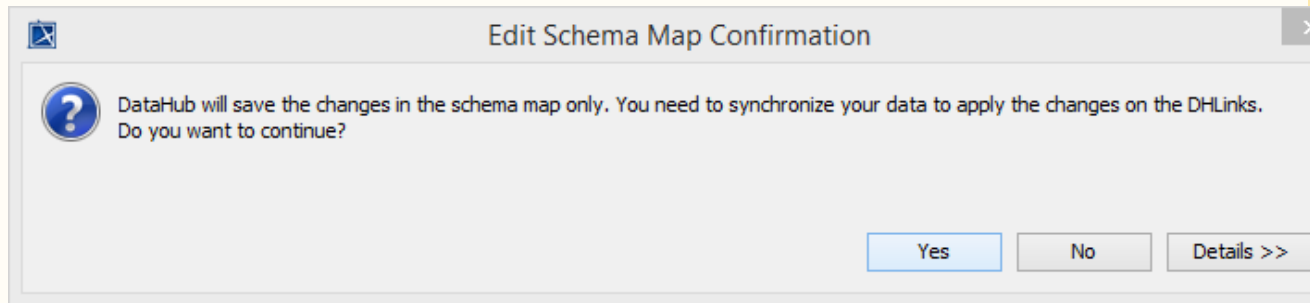 Edit Schema Map Confirmation
DataHub will save the changes in the schema map only. You need to synchronize your data to apply the changes on the DHLinks.
Do you want to continue?
Yes
No
Details >>